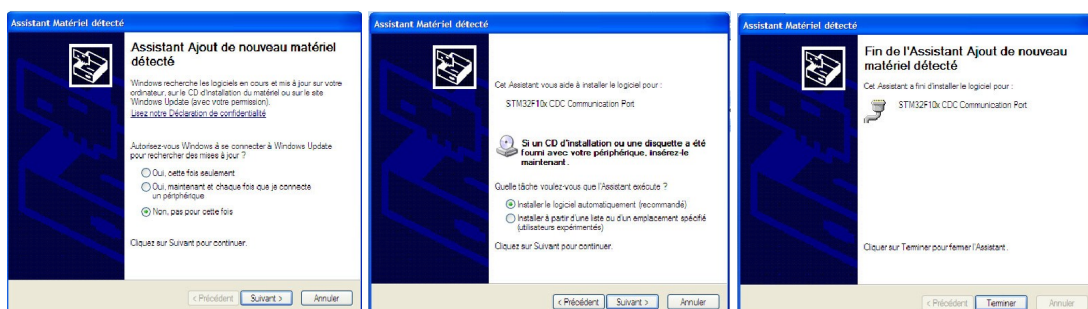 Assistant Matériel détecté
Assistant Ajout de nouveau matériel
détecté
Windows recherche les logiciels en cours et mis à jour sur votre
ordinateur, sur le CD d'installation du matériel ou sur le site
Windows Update (avec votre permission).
Lisez notre Déclaration de confidentialité
Autorisez-vous Windows à se connecter à Windows Update
pour rechercher des mises à jour ?
Oui, cette fois seulement
Oui, maintenant et chaque fois que je connecte
un périphérique
Non, pas pour cette fois
Cliquez sur Suivant pour continuer.
< Précédent
Suivant >
Annuler
Assistant Matériel détecté
Cet Assistant vous aide à installer le logiciel pour :
STM32F10x CDC Communication Port
Si un CD d'installation ou une disquette a été
fourni avec votre périphérique, insérez-le
maintenant.
Quelle tâche voulez-vous que l'Assistant exécute ?
Installer le logiciel automatiquement (recommandé)
Installer à partir d'une liste ou d'un emplacement spécifié
(utilisateurs expérimentés)
Cliquez sur Suivant pour continuer.
< Précédent
Suivant >
Annuler
Assistant Matériel détecté
Fin de l'Assistant Ajout de nouveau
matériel détecté
Cet Assistant a fini d'installer le logiciel pour :
STM32F10x CDC Communication Port
Cliquer sur Terminer pour fermer l'Assistant.
< Précédent
Terminer
Annuler